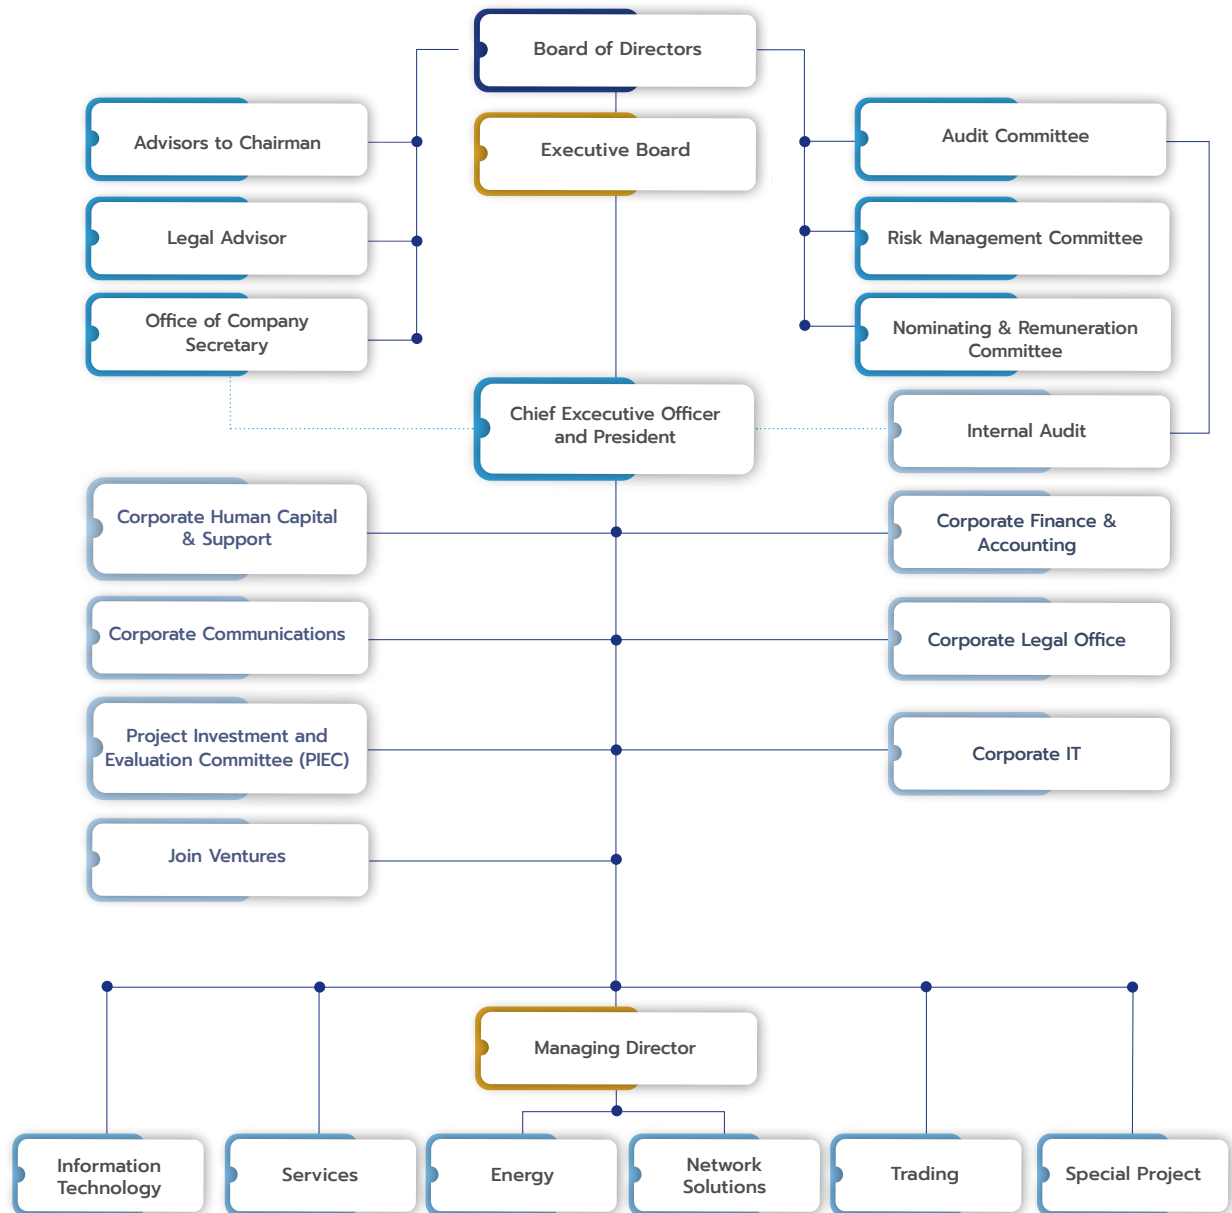 Board of Directors
Executive Board
Advisors to Chairman
Legal Advisor
Office of Company
Secretary
Audit Committee
Risk Management Committee
Nominating & Remuneration
Committee
Chief Excecutive Officer
and President
Internal Audit
Corporate Human Capital
& Support
Corporate Finance &
Accounting
Corporate Communications
Corporate Legal Office
Project Investment and
Evaluation Committee (PIEC)
Corporate IT
Join Ventures
Managing Director
Information
Technology
Services
Energy
Network
Solutions
Trading
Special Project